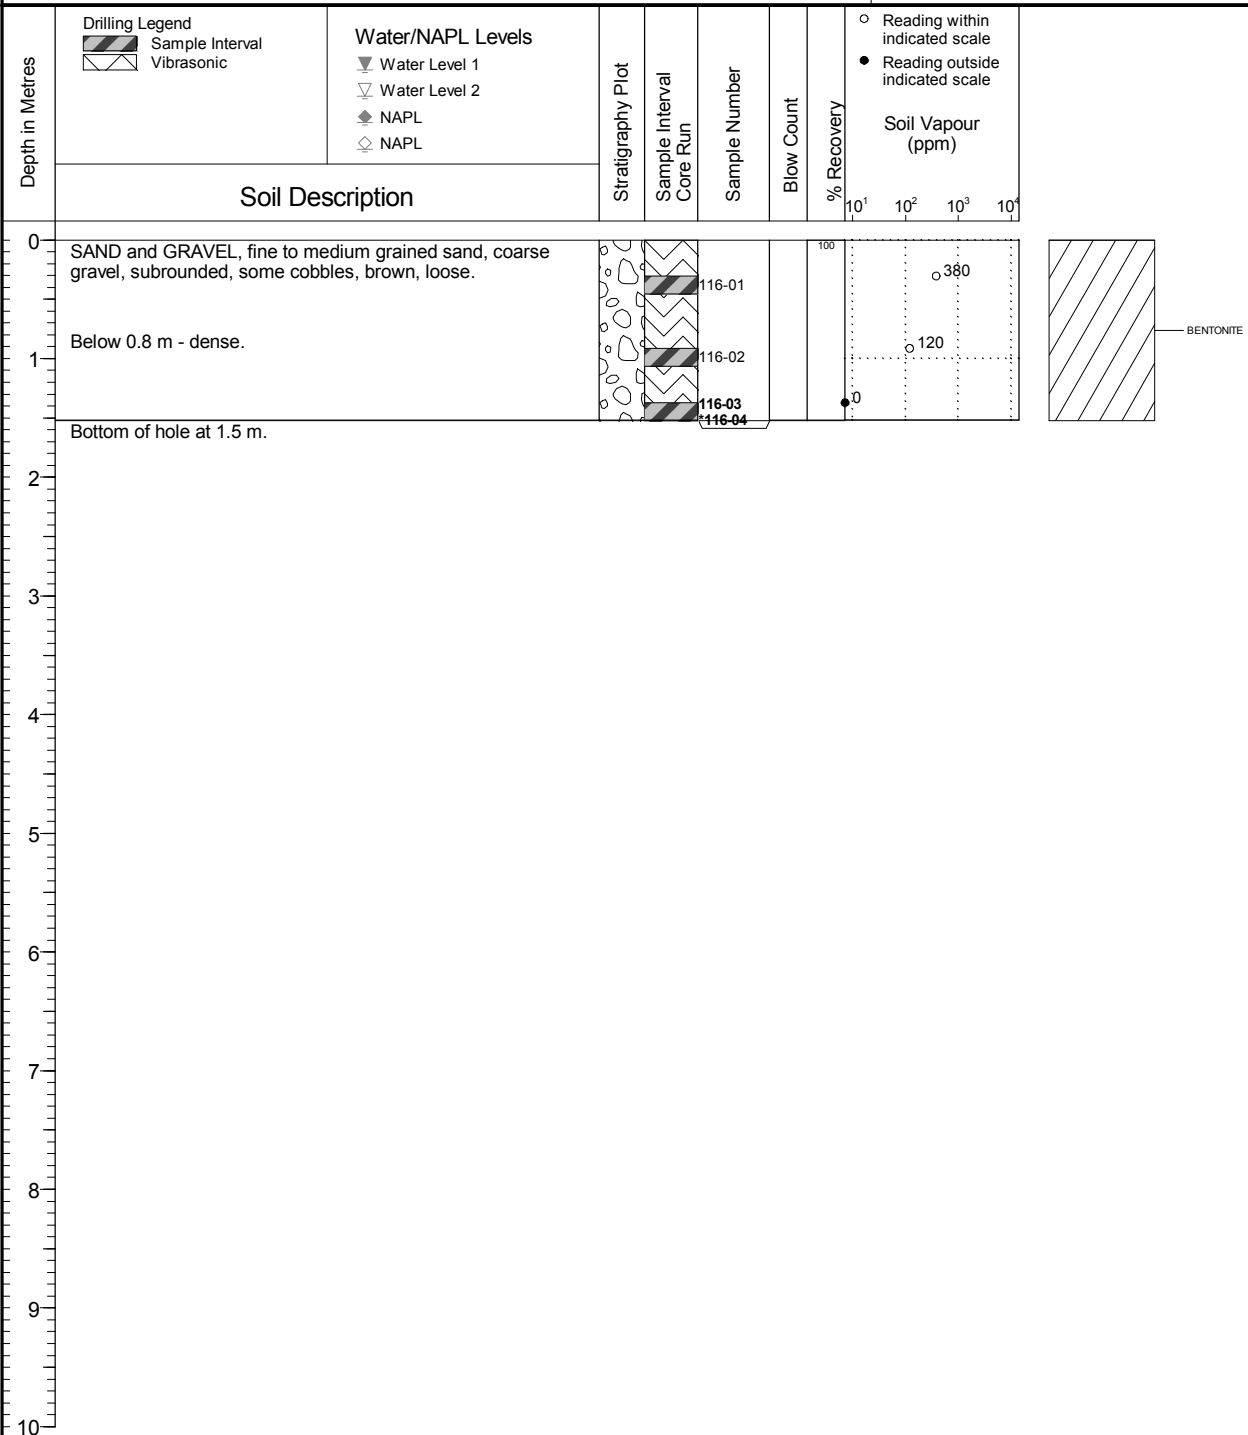 Drilling Legend
Sample Interval
Vibrasonic
Water/NAPL Levels
Water Level 1
Water Level 2
NAPL
NAPL
Depth in Metres
Soil Description
Stratigraphy Plot
Sample Interval
Core Run
Sample Number
Blow Count
% Recovery
Reading within
indicated scale
Reading outside
indicated scale
Soil Vapour
(ppm)
10¹ 10² 10³ 10⁴
0
SAND and GRAVEL, fine to medium grained sand, coarse
gravel, subrounded, some cobbles, brown, loose.
100
380
116-01
Below 0.8 m - dense.
120
BENTONITE
1
116-02
116-03
0
*116-04
Bottom of hole at 1.5 m.
2
3
4
5
6
7
8
9
10